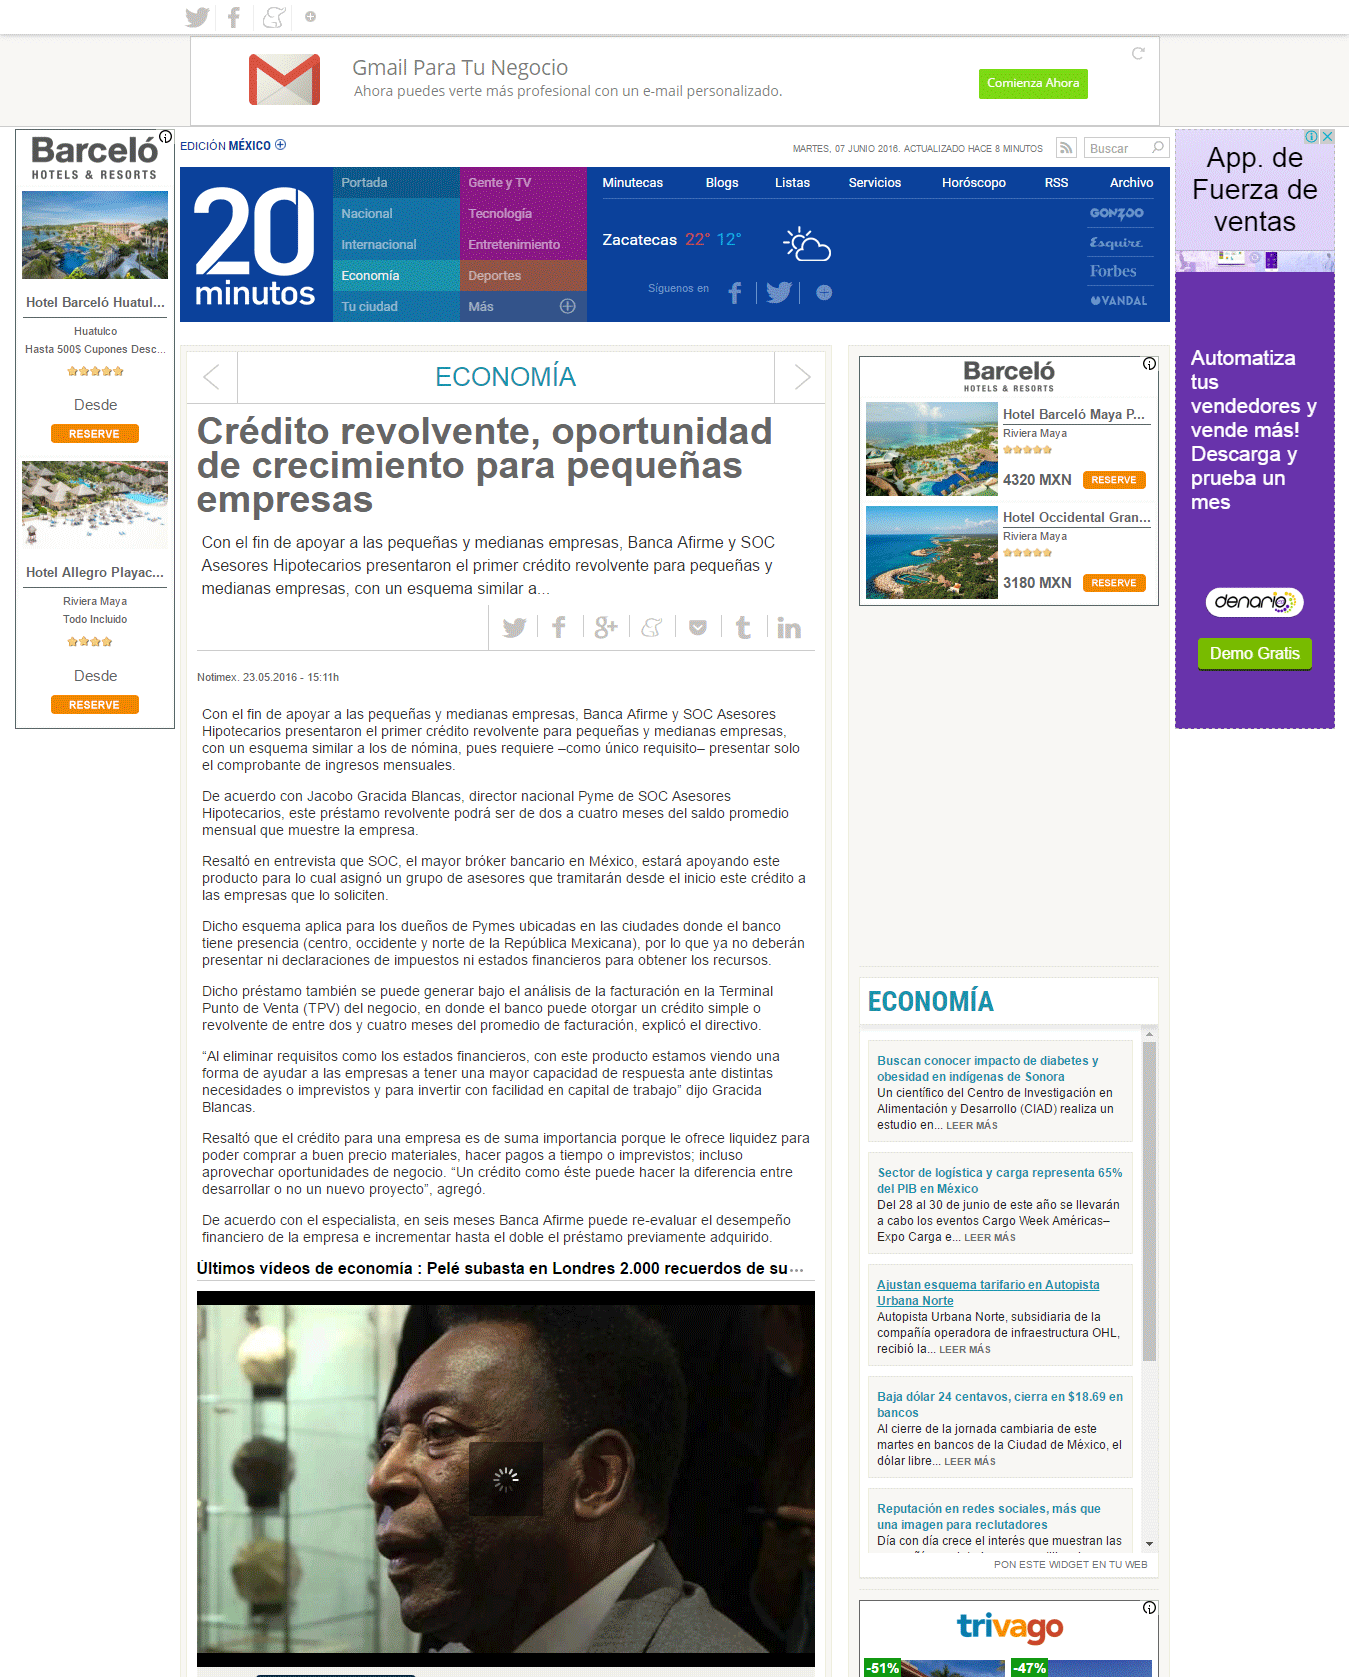 Gmail Para Tu Negocio
Ahora puedes verte más profesional con un e-mail personalizado.
Comienza Ahora
Barceló
HOTELS & RESORTS
Hotel Barceló Huatul...
Huatulco
Hasta 500$ Cupones Desc...
Desde
RESERVE
Hotel Allegro Playac...
Riviera Maya
Todo Incluido
Desde
RESERVE
EDICIÓN MÉXICO
MARTES, 07 JUNIO 2016. ACTUALIZADO HACE 8 MINUTOS
Buscar
20
minutos
Portada
Nacional
Internacional
Economía
Tu ciudad
Gente y TV
Tecnología
Entretenimiento
Deportes
Más
Minutecas Blogs Listas Servicios Horóscopo RSS Archivo
Zacatecas 22° 12°
Síguenos en
GONZOO
Esquire
Forbes
VANDAL
App. de
Fuerza de
ventas
Automatiza
tus
vendedores y
vende más!
Descarga y
prueba un
mes
denario
Demo Gratis
ECONOMÍA
Crédito revolvente, oportunidad
de crecimiento para pequeñas
empresas
Con el fin de apoyar a las pequeñas y medianas empresas, Banca Afirme y SOC
Asesores Hipotecarios presentaron el primer crédito revolvente para pequeñas y
medianas empresas, con un esquema similar a...
Notimex. 23.05.2016 - 15:11h
Con el fin de apoyar a las pequeñas y medianas empresas, Banca Afirme y SOC Asesores
Hipotecarios presentaron el primer crédito revolvente para pequeñas y medianas empresas,
con un esquema similar a los de nómina, pues requiere –como único requisito– presentar solo
el comprobante de ingresos mensuales.
De acuerdo con Jacobo Gracida Blancas, director nacional Pyme de SOC Asesores
Hipotecarios, este préstamo revolvente podrá ser de dos a cuatro meses del saldo promedio
mensual que muestre la empresa.
Resaltó en entrevista que SOC, el mayor bróker bancario en México, estará apoyando este
producto para lo cual asignó un grupo de asesores que tramitarán desde el inicio este crédito a
las empresas que lo soliciten.
Dicho esquema aplica para los dueños de Pymes ubicadas en las ciudades donde el banco
tiene presencia (centro, occidente y norte de la República Mexicana), por lo que ya no deberán
presentar ni declaraciones de impuestos ni estados financieros para obtener los recursos.
Dicho préstamo también se puede generar bajo el análisis de la facturación en la Terminal
Punto de Venta (TPV) del negocio, en donde el banco puede otorgar un crédito simple o
revolvente de entre dos y cuatro meses del promedio de facturación, explicó el directivo.
“Al eliminar requisitos como los estados financieros, con este producto estamos viendo una
forma de ayudar a las empresas a tener una mayor capacidad de respuesta ante distintas
necesidades o imprevistos y para invertir con facilidad en capital de trabajo” dijo Gracida
Blancas.
Resaltó que el crédito para una empresa es de suma importancia porque le ofrece liquidez para
poder comprar a buen precio materiales, hacer pagos a tiempo o imprevistos; incluso
aprovechar oportunidades de negocio. “Un crédito como éste puede hacer la diferencia entre
desarrollar o no un nuevo proyecto”, agregó.
De acuerdo con el especialista, en seis meses Banca Afirme puede re-evaluar el desempeño
financiero de la empresa e incrementar hasta el doble el préstamo previamente adquirido.
Últimos vídeos de economía : Pelé subasta en Londres 2.000 recuerdos de su...
Barceló
HOTELS & RESORTS
Hotel Barceló Maya P...
Riviera Maya
4320 MXN RESERVE
Hotel Occidental Gran...
Riviera Maya
3180 MXN RESERVE
ECONOMÍA
Buscan conocer impacto de diabetes y
obesidad en indígenas de Sonora
Un científico del Centro de Investigación en
Alimentación y Desarrollo (CIAD) realiza un
estudio en... LEER MÁS
Sector de logística y carga representa 65%
del PIB en México
Del 28 al 30 de junio de este año se llevarán
a cabo los eventos Cargo Week Américas–
Expo Carga e... LEER MÁS
Ajustan esquema tarifario en Autopista
Urbana Norte
Autopista Urbana Norte, subsidiaria de la
compañía operadora de infraestructura OHL,
recibió la... LEER MÁS
Baja dólar 24 centavos, cierra en $18.69 en
bancos
Al cierre de la jornada cambiaria de este
martes en bancos de la Ciudad de México, el
dólar libre... LEER MÁS
Reputación en redes sociales, más que
una imagen para reclutadores
Día con día crece el interés que muestran las
PON ESTE WIDGET EN TU WEB
trivago
-51% -47%